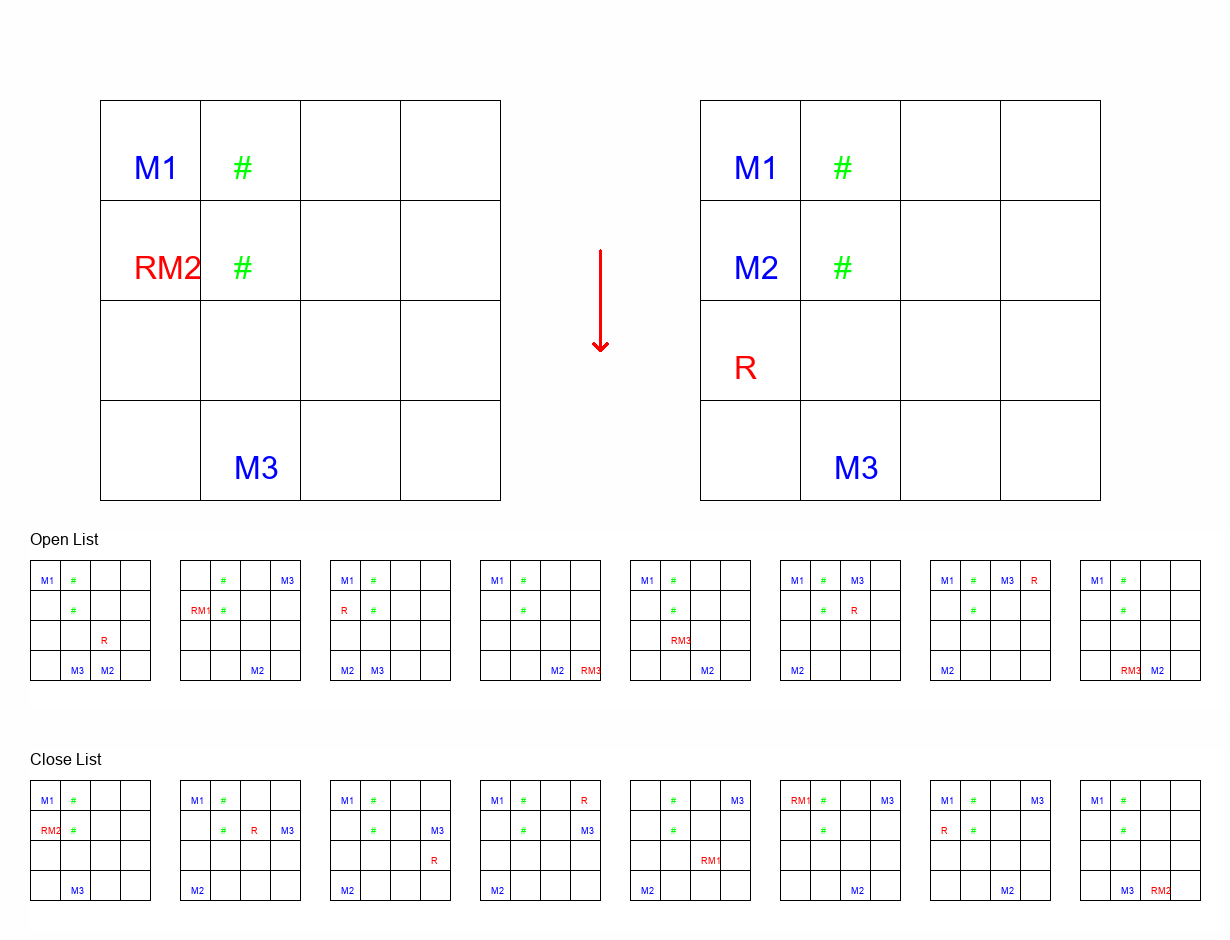 M1 # M1 #
RM2 # M2 #
R
M3 M3
Open List
M1 # # M3 M1 # M1 # M1 # M1 # M3 M1 # M3 R M1 #
# RM1 # R # # # # R # #
R RM3
M3 M2 M2 M2 M3 M2 RM3 M2 M2 M2 RM3 M2
Close List
M1 # M1 # M1 # M1 # R # M3 RM1 # M3 M1 # M3 M1 #
RM2 # # R M3 # M3 # M3 # # R # #
R RM1
M3 M2 M2 M2 M2 M2 M2 M3 RM2